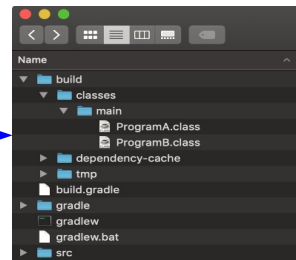 Name
build
classes
main
ProgramA.class
ProgramB.class
dependency-cache
tmp
build.gradle
gradle
gradlew
gradlew.bat
src